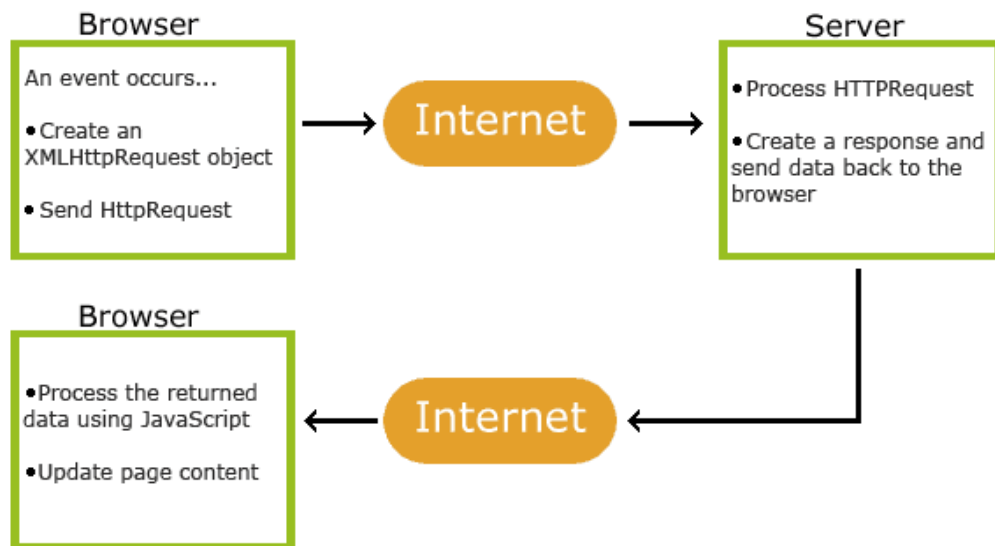 Browser
An event occurs...
•Create an
XMLHttpRequest object
• Send HttpRequest
Internet
Server
•Process HTTPRequest
•Create a response and
send data back to the
browser
Browser
•Process the returned
data using JavaScript
•Update page content
Internet